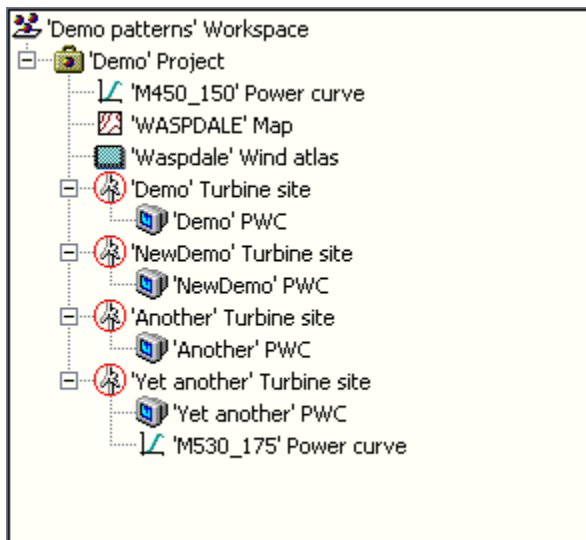 'Demo patterns' Workspace
'Demo' Project
'M450_150' Power curve
'WASPDALE' Map
'Waspdale' Wind atlas
'Demo' Turbine site
'Demo' PWC
'NewDemo' Turbine site
'NewDemo' PWC
'Another' Turbine site
'Another' PWC
'Yet another' Turbine site
'Yet another' PWC
'M530_175' Power curve